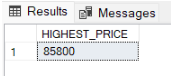 Results Messages
HIGHEST_PRICE
1 85800